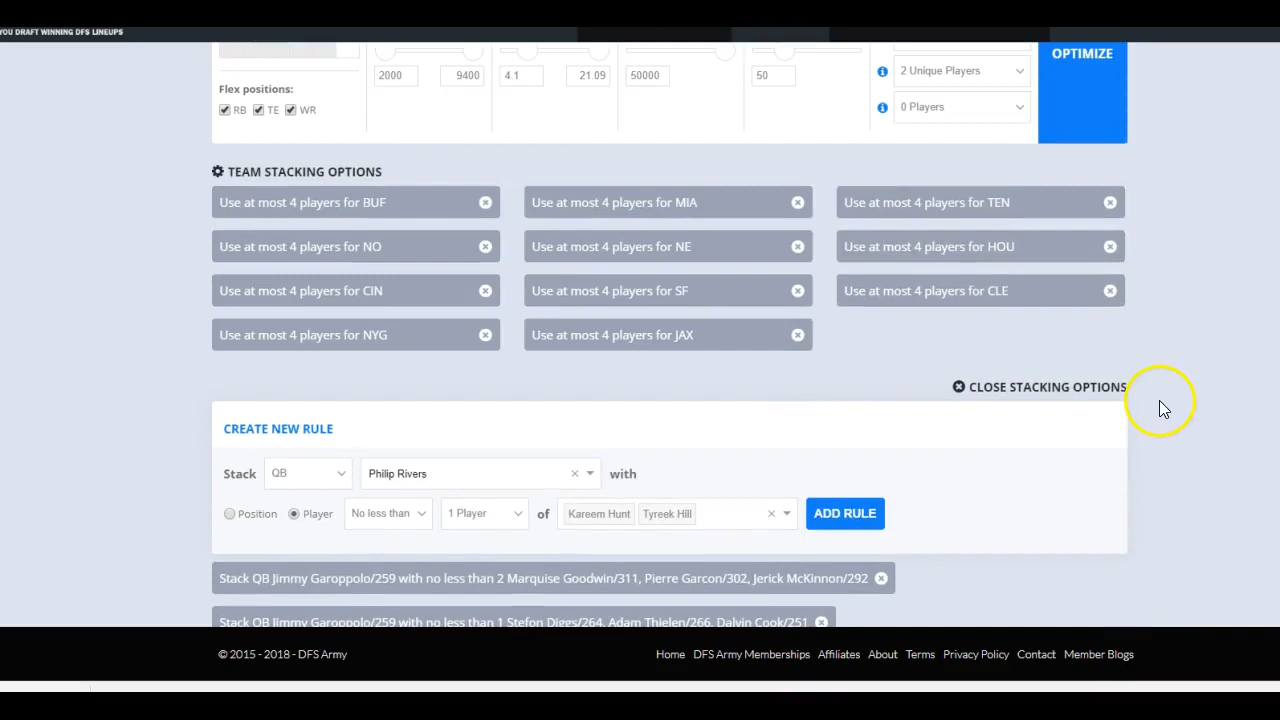 YOU DRAFT WINNING DFS LINEUPS
OPTIMIZE
2000 9400 4.1 21.09 50000 50 2 Unique Players
Flex positions:
RB TE WR 0 Players
TEAM STACKING OPTIONS
Use at most 4 players for BUF Use at most 4 players for MIA Use at most 4 players for TEN
Use at most 4 players for NO Use at most 4 players for NE Use at most 4 players for HOU
Use at most 4 players for CIN Use at most 4 players for SF Use at most 4 players for CLE
Use at most 4 players for NYG Use at most 4 players for JAX
CLOSE STACKING OPTIONS
CREATE NEW RULE
Stack QB Philip Rivers with
Position Player No less than 1 Player of Kareem Hunt Tyreek Hill ADD RULE
Stack QB Jimmy Garoppolo/259 with no less than 2 Marquise Goodwin/311, Pierre Garcon/302, Jerick McKinnon/292
Stack QB Jimmy Garoppolo/259 with no less than 1 Stefon Diggs/264, Adam Thielen/266, Dalvin Cook/251
© 2015 - 2018 - DFS Army Home DFS Army Memberships Affiliates About Terms Privacy Policy Contact Member Blogs